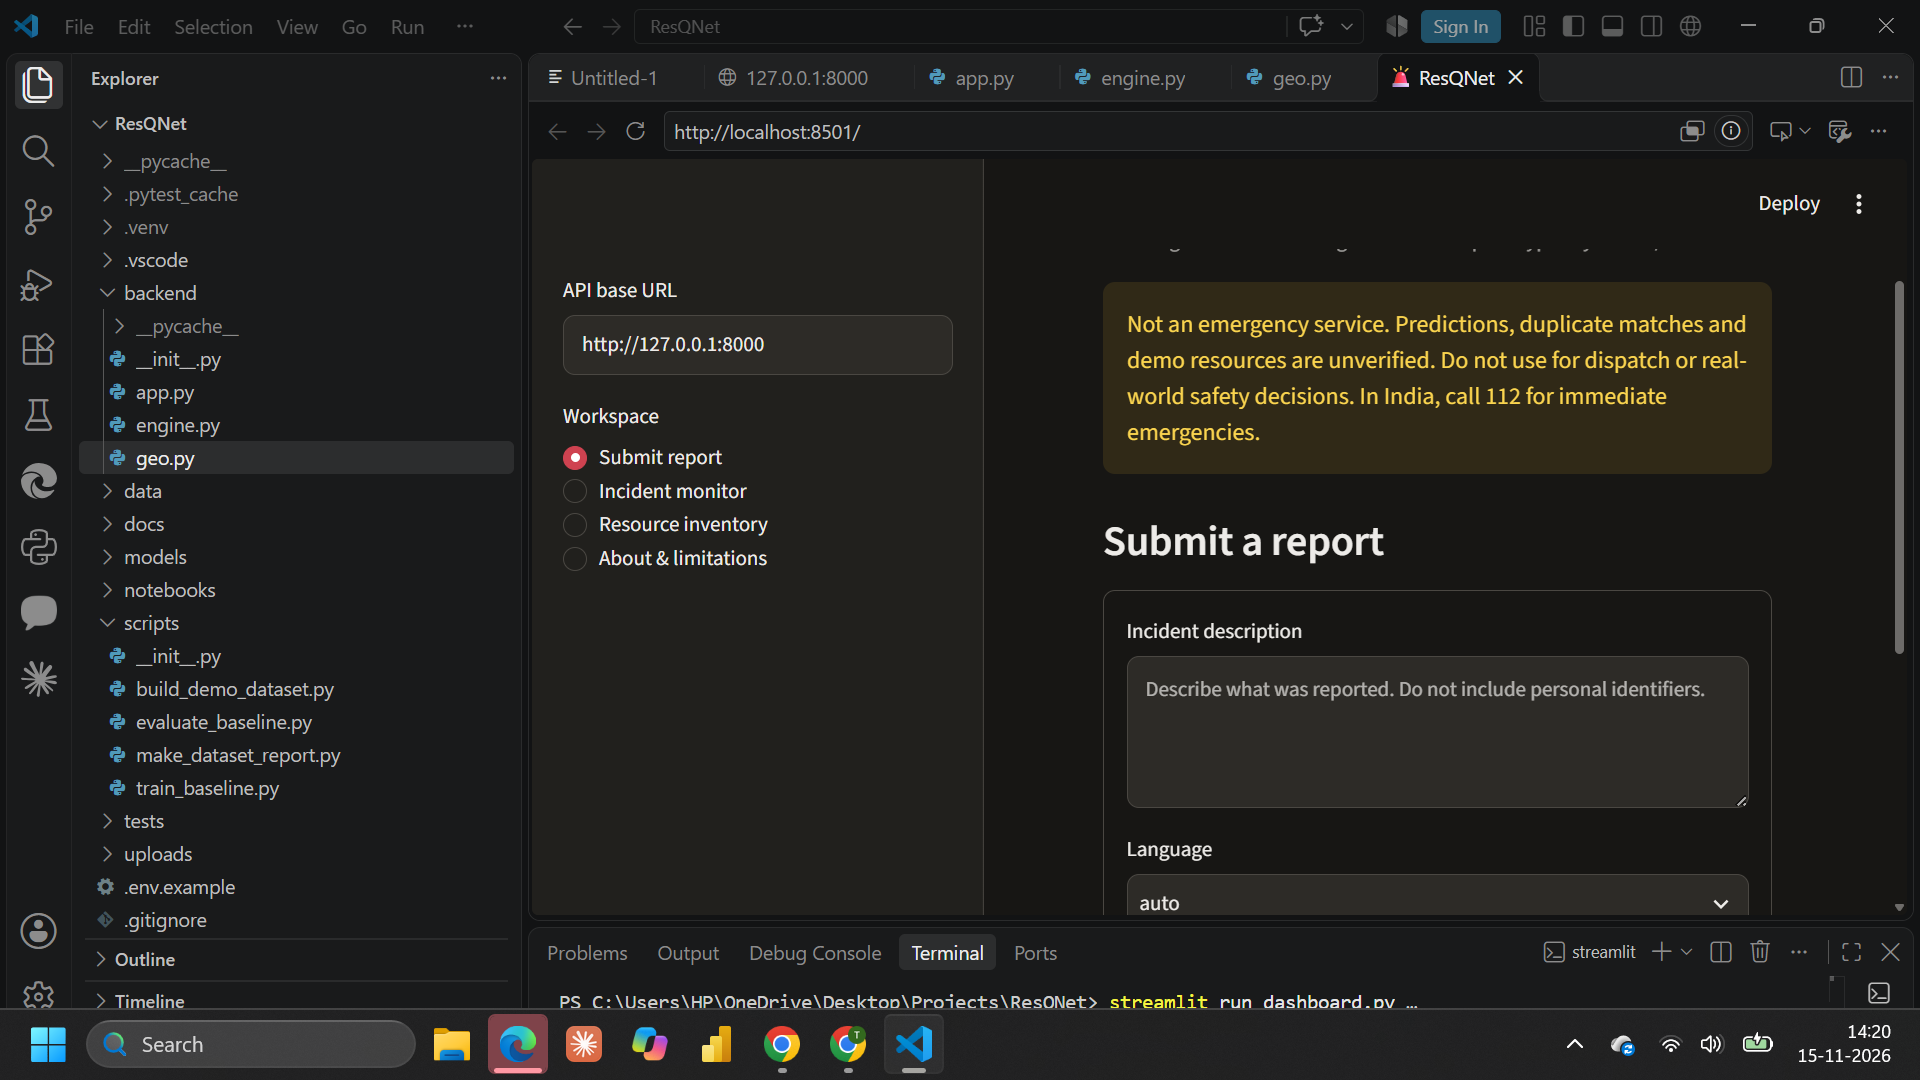 File Edit Selection View Go Run ···
ResQNet
Sign In
Explorer
ResQNet
__pycache__
.pytest_cache
.venv
.vscode
backend
__pycache__
__init__.py
app.py
engine.py
geo.py
data
docs
models
notebooks
scripts
__init__.py
build_demo_dataset.py
evaluate_baseline.py
make_dataset_report.py
train_baseline.py
tests
uploads
.env.example
.gitignore
Outline
Timeline
Untitled-1 127.0.0.1:8000 app.py engine.py geo.py ResQNet
http://localhost:8501/
API base URL
http://127.0.0.1:8000
Workspace
Submit report
Incident monitor
Resource inventory
About & limitations
Deploy
Not an emergency service. Predictions, duplicate matches and
demo resources are unverified. Do not use for dispatch or real-
world safety decisions. In India, call 112 for immediate
emergencies.
Submit a report
Incident description
Describe what was reported. Do not include personal identifiers.
Language
auto
Problems Output Debug Console Terminal Ports
streamlit
PS C:\Users\HP\OneDrive\Desktop\Projects\ResQNet> streamlit run dashboard.py …
Search
14:20
15-11-2026